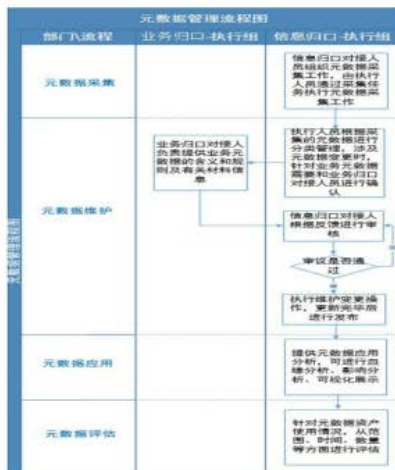 元数据管理流程图
部门\流程
业务归口-执行组
信息归口-执行组
元数据采集
信息归口对接人
员组织元数据采
集工作，由执行
人员通过采集任
务执行元数据采
集工作
元数据管理流程图
元数据维护
业务归口对接人
负责提供业务元
数据的含义和规
则及有关材料信
息
执行人员根据采
集的元数据进行
分类管理，涉及
元数据变更时，
针对业务元数据
需要和业务归口
对接人员进行确
认
信息归口对接人
根据反馈进行审
核
审议是否通
过
执行维护变更操
作，更新完毕后
进行发布
元数据应用
提供元数据应用
分析，可进行血
缘分析、影响分
析、可视化展示
元数据评估
针对元数据资产
使用情况，从范
围、时间、数量
等方面进行评估